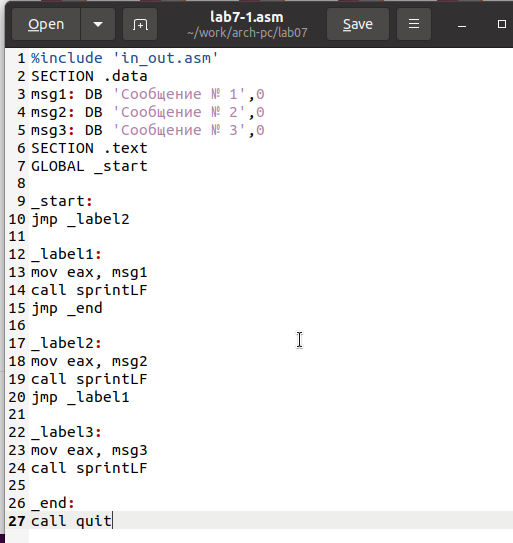 Open
lab7-1.asm
~/work/arch-pc/lab07
Save
1 %include 'in_out.asm'
2 SECTION .data
3 msg1: DB 'Сообщение № 1',0
4 msg2: DB 'Сообщение № 2',0
5 msg3: DB 'Сообщение № 3',0
6 SECTION .text
7 GLOBAL _start
8
9 _start:
10 jmp _label2
11
12 _label1:
13 mov eax, msg1
14 call sprintLF
15 jmp _end
16
17 _label2:
18 mov eax, msg2
19 call sprintLF
20 jmp _label1
21
22 _label3:
23 mov eax, msg3
24 call sprintLF
25
26 _end:
27 call quit